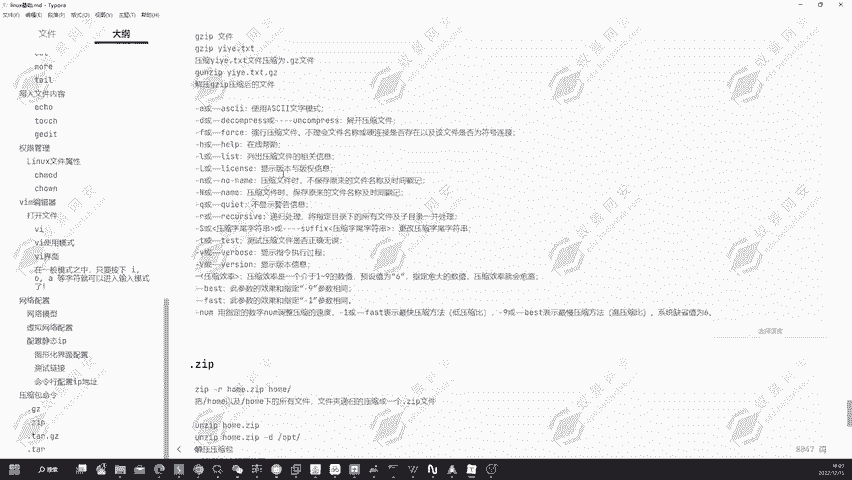 linux基础.md - Typora
文件(F) 编辑(E) 段落(P) 格式(O) 视图(V) 主题(T) 帮助(H)
文件 大纲
cat
more
tail
写入文件内容
echo
touch
gedit
权限管理
Linux文件属性
chmod
chown
vim编辑器
打开文件
vi
vi使用模式
vi界面
在一般模式之中，只要按下 i,
o, a 等字符就可以进入输入模式
了!
网络配置
网络模型
虚拟网络配置
配置静态ip
图形化界面配置
测试链接
命令行配置ip地址
压缩包命令
.gz
.zip
.tar.gz
.tar
gzip 文件
gzip yiye.txt
压缩yiye.txt文件压缩为.gz文件
gunzip yiye.txt.gz
解压gzip压缩后的文件
-a或--ascii: 使用ASCII文字模式;
-d或--decompress或----uncompress: 解开压缩文件;
-f或--force: 强行压缩文件, 不理会文件名称或硬连接是否存在以及该文件是否为符号连接;
-h或--help: 在线帮助;
-l或--list: 列出压缩文件的相关信息;
-L或--license: 显示版本与版权信息;
-n或--no-name: 压缩文件时, 不保存原来的文件名称及时间戳记;
-N或--name: 压缩文件时, 保存原来的文件名称及时间戳记;
-q或--quiet: 不显示警告信息;
-r或--recursive: 递归处理, 将指定目录下的所有文件及子目录一并处理;
-S或<压缩字尾字符串>或----suffix<压缩字尾字符串>: 更改压缩字尾字符串;
-t或--test: 测试压缩文件是否正确无误;
-v或--verbose: 显示指令执行过程;
-V或--version: 显示版本信息;
-<压缩效率>: 压缩效率是一个介于1~9的数值, 预设值为“6”, 指定愈大的数值, 压缩效率就会愈高;
--best: 此参数的效果和指定“-9”参数相同;
--fast: 此参数的效果和指定“-1”参数相同。
-num 用指定的数字num调整压缩的速度, -1或--fast表示最快压缩方法（低压缩比）, -9或--best表示最慢压缩方法（高压缩比）。系统缺省值为6。
.zip
zip -r home.zip home/
把/home以及/home下的所有文件, 文件夹递归的压缩成一个.zip文件
unzip home.zip
unzip home.zip -d /opt/
解压压缩包
8847 词
搜索